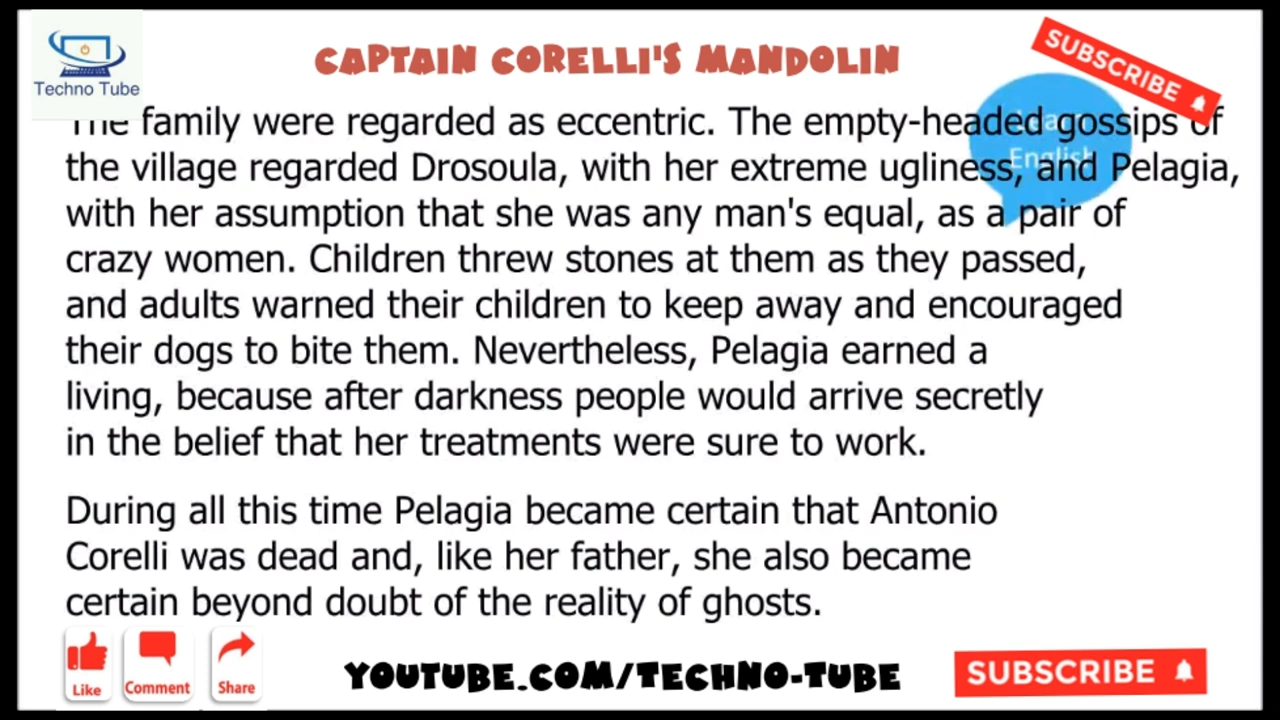 Techno Tube
CAPTAIN CORELLI'S MANDOLIN
SUBSCRIBE
The family were regarded as eccentric. The empty-headed gossips of
the village regarded Drosoula, with her extreme ugliness, and Pelagia,
with her assumption that she was any man's equal, as a pair of
crazy women. Children threw stones at them as they passed,
and adults warned their children to keep away and encouraged
their dogs to bite them. Nevertheless, Pelagia earned a
living, because after darkness people would arrive secretly
in the belief that her treatments were sure to work.
During all this time Pelagia became certain that Antonio
Corelli was dead and, like her father, she also became
certain beyond doubt of the reality of ghosts.
Like
Comment
Share
YOUTUBE.COM/TECHNO-TUBE
SUBSCRIBE
English